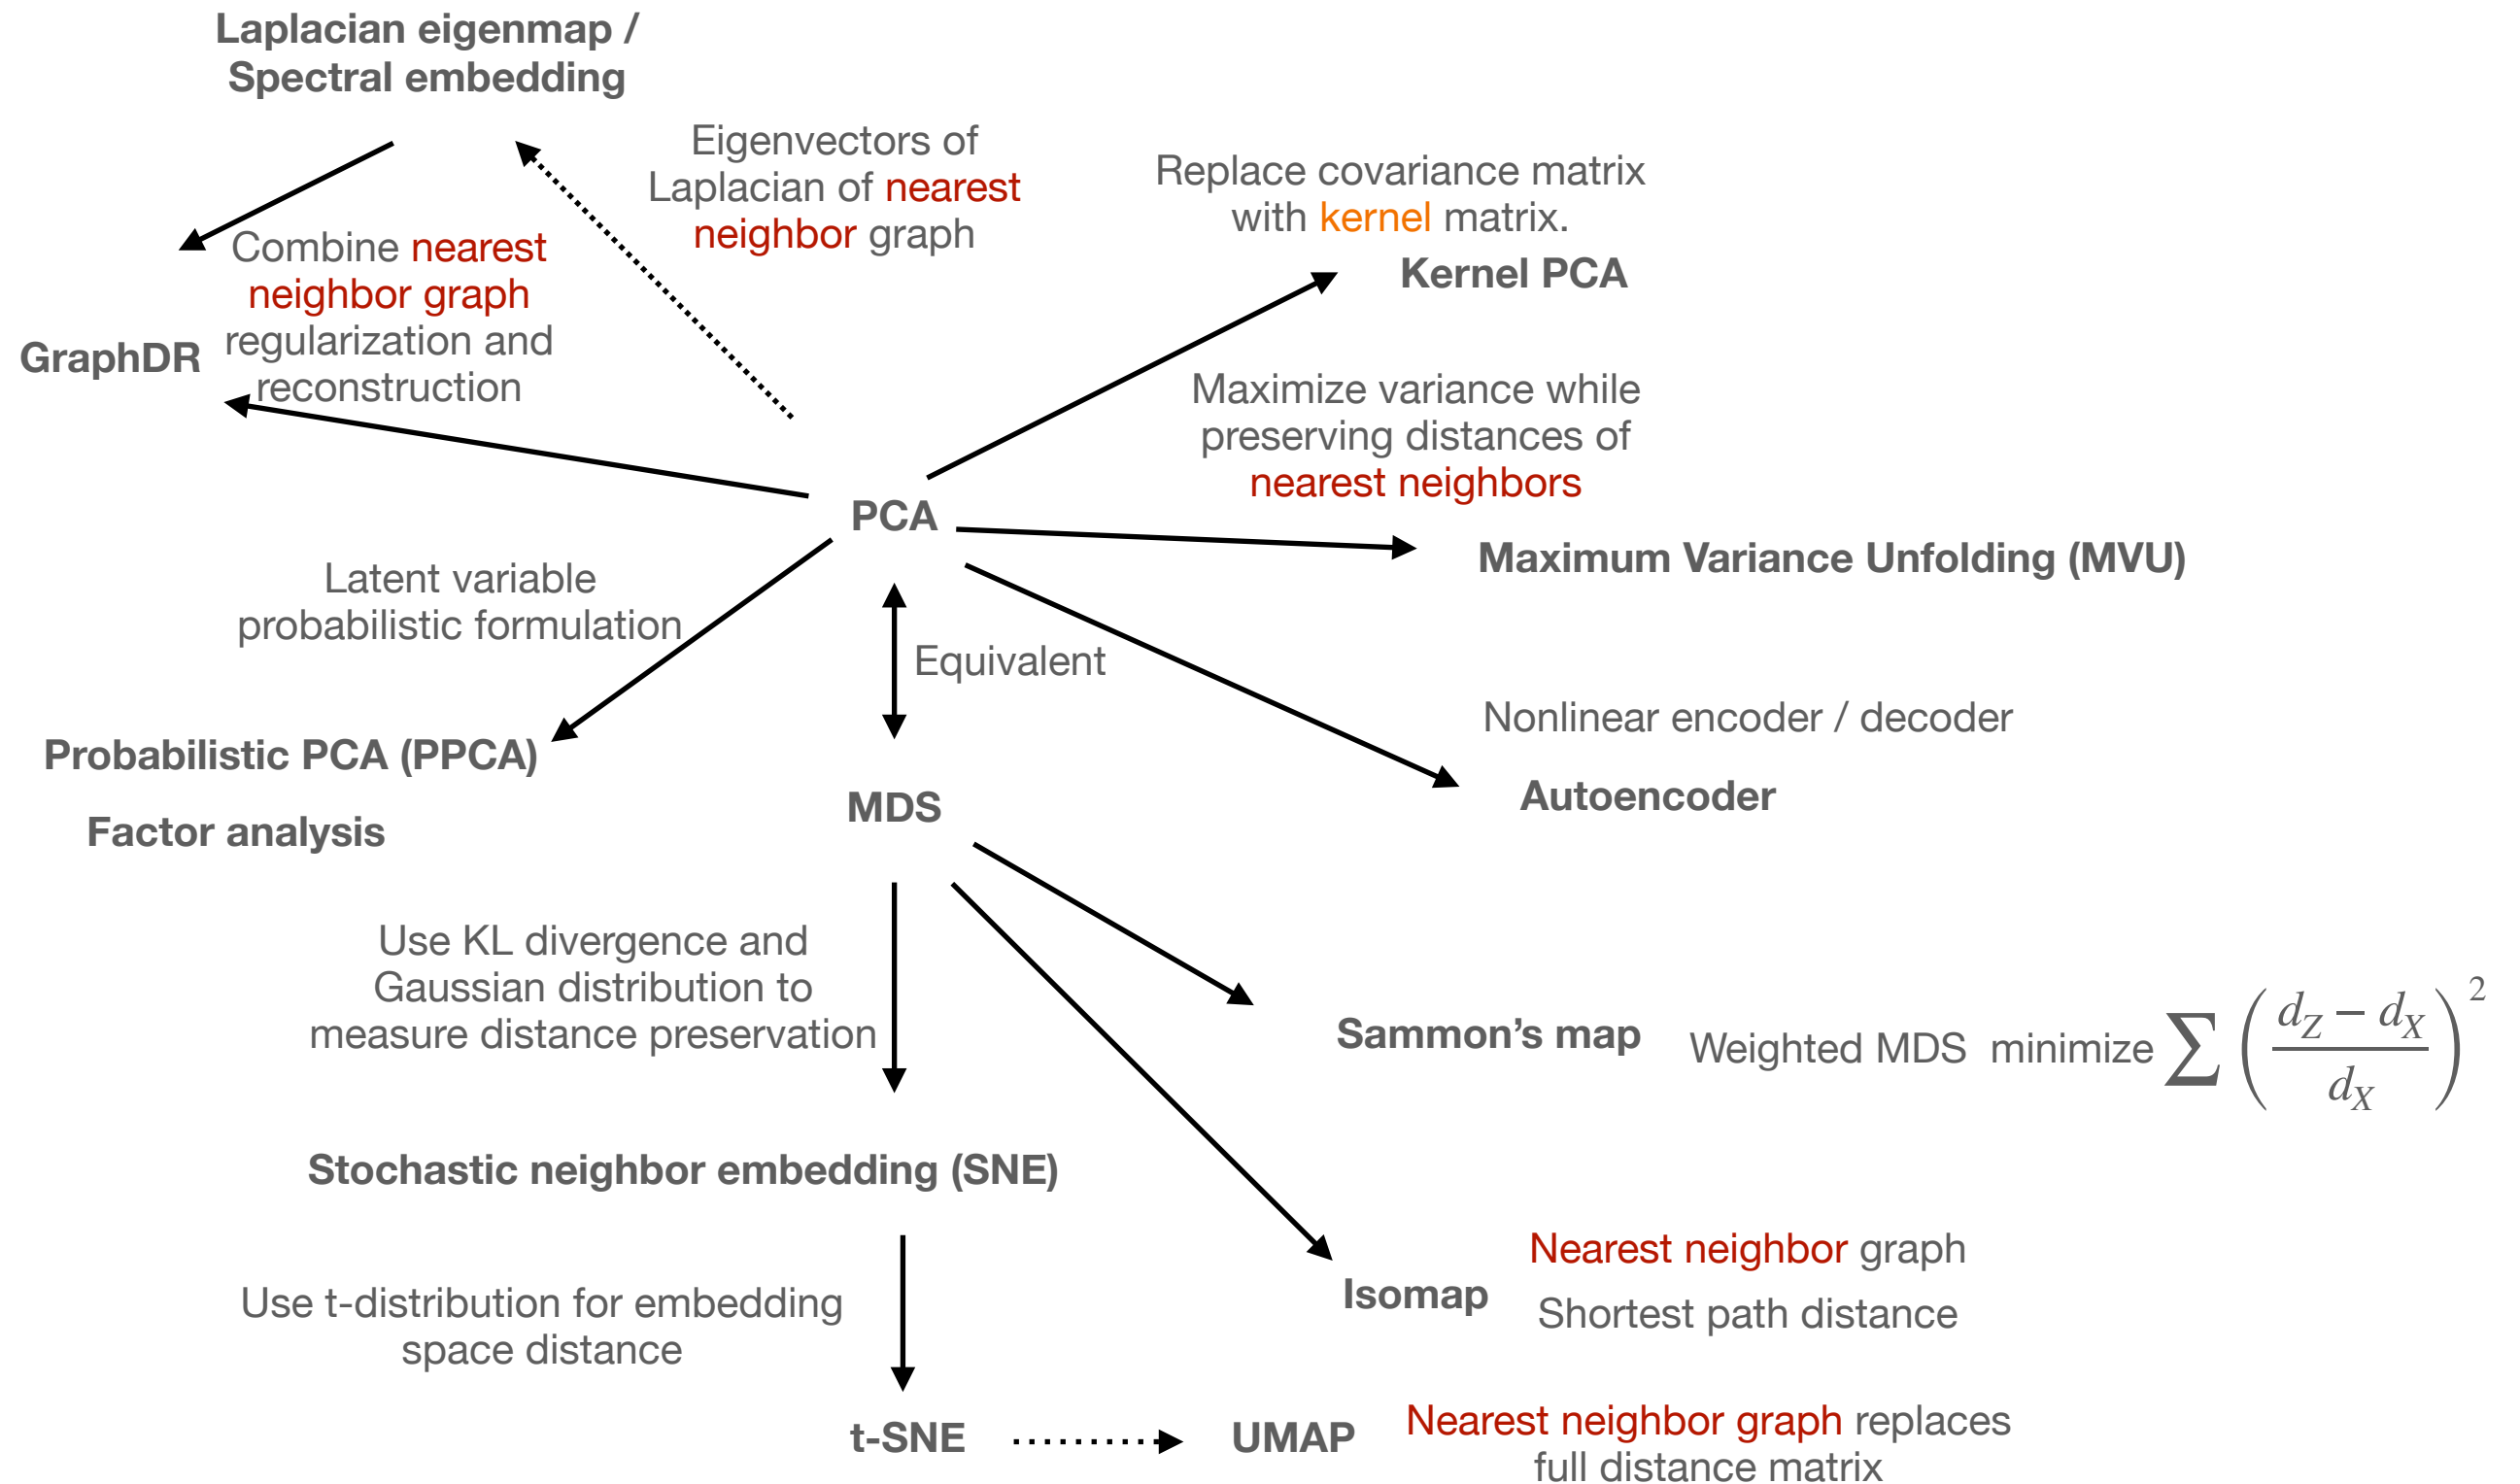 Laplacian eigenmap /
Spectral embedding
Eigenvectors of
Laplacian of nearest
neighbor graph
Replace covariance matrix
with kernel matrix.
Kernel PCA
Combine nearest
neighbor graph
regularization and
reconstruction
GraphDR
Maximize variance while
preserving distances of
nearest neighbors
PCA
Maximum Variance Unfolding (MVU)
Latent variable
probabilistic formulation
Equivalent
Nonlinear encoder / decoder
Probabilistic PCA (PPCA)
Autoencoder
MDS
Factor analysis
Use KL divergence and
Gaussian distribution to
measure distance preservation
Sammon’s map
Weighted MDS minimize ∑ ((d_Z − d_X) / d_X)^2
Stochastic neighbor embedding (SNE)
Nearest neighbor graph
Isomap
Shortest path distance
Use t-distribution for embedding
space distance
t-SNE
UMAP
Nearest neighbor graph replaces
full distance matrix